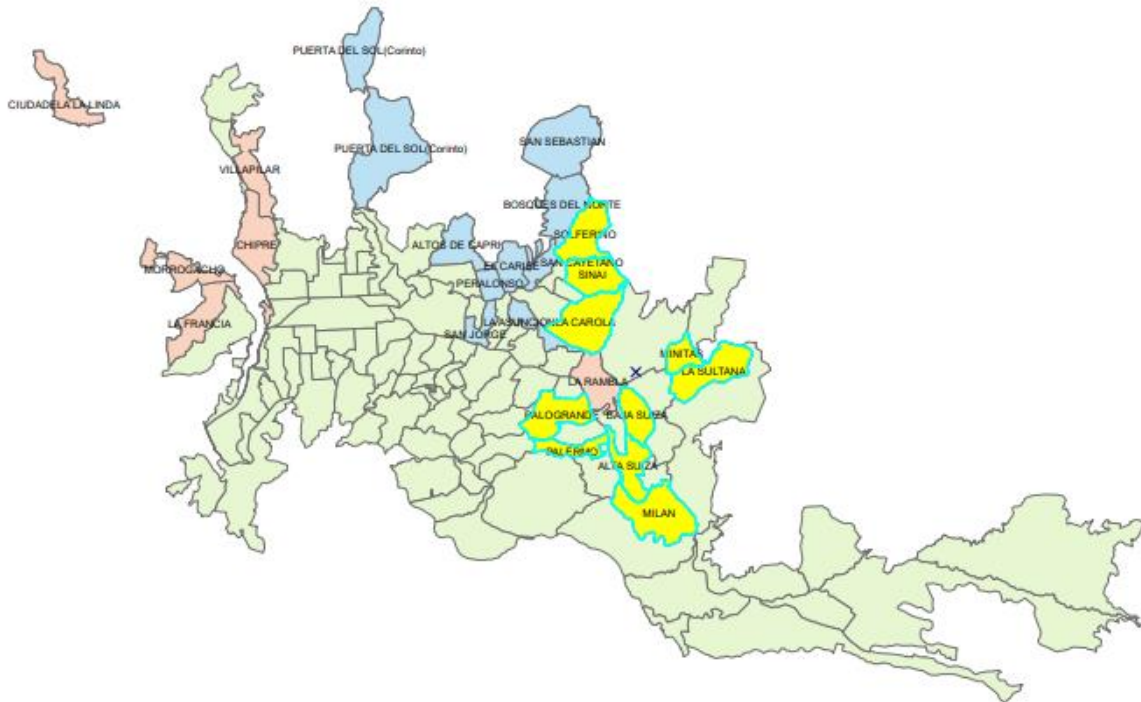 PUERTA DEL SOL(Corinto)
CIUDADELA LA LINDA
PUERTA DEL SOL(Corinto)
SAN SEBASTIAN
VILLAPILAR
BOSQUES DEL NORTE
SOLFERINO
CHIPRE
ALTOS DE CAPRI
EL CARIBE
SAN CAYETANO
SINAI
MORROGACHO
PERALONSO
LA FRANCIA
LA ASUNCION
LA CAROLA
SAN JORGE
MINITAS
LA SULTANA
LA RAMBLA
PALOGRANDE
BAJA SUIZA
PALERMO
ALTA SUIZA
MILAN